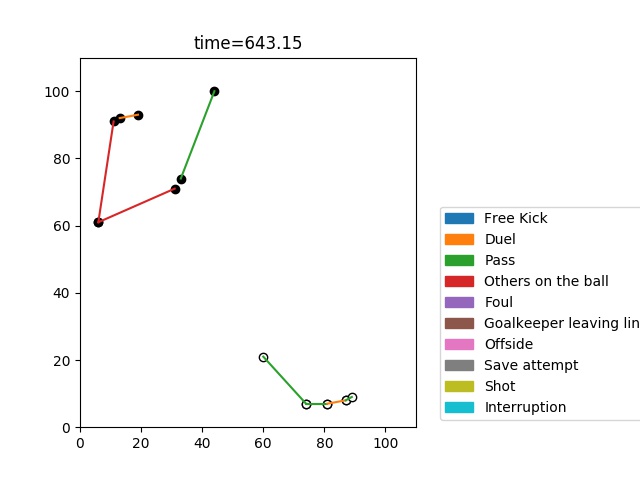 time=643.15
100
80
60
40
20
0
0 20 40 60 80 100
Free Kick
Duel
Pass
Others on the ball
Foul
Goalkeeper leaving lin
Offside
Save attempt
Shot
Interruption